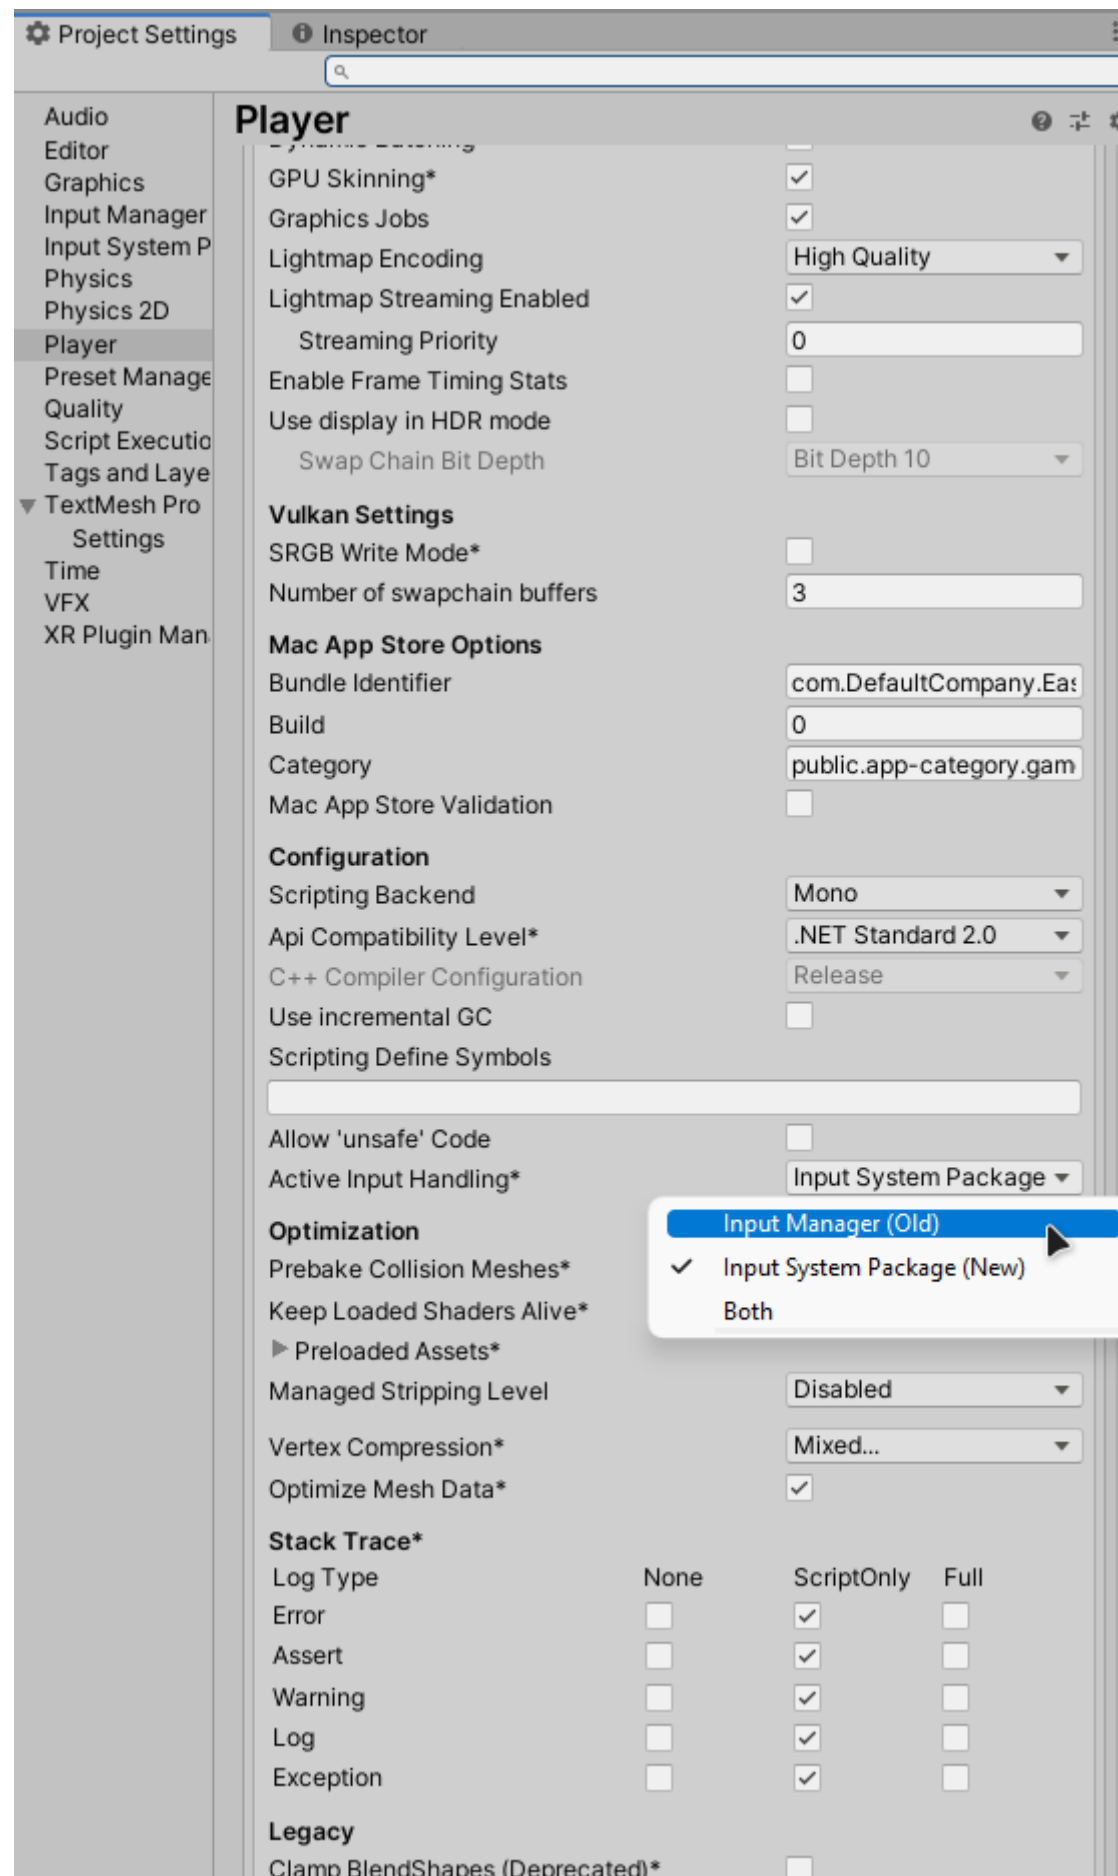 Project Settings
Inspector
Audio
Editor
Graphics
Input Manager
Input System P
Physics
Physics 2D
Player
Preset Manage
Quality
Script Executio
Tags and Laye
TextMesh Pro
Settings
Time
VFX
XR Plugin Man
Player
Dynamic Batching
GPU Skinning*
Graphics Jobs
Lightmap Encoding High Quality
Lightmap Streaming Enabled
Streaming Priority 0
Enable Frame Timing Stats
Use display in HDR mode
Swap Chain Bit Depth Bit Depth 10
Vulkan Settings
SRGB Write Mode*
Number of swapchain buffers 3
Mac App Store Options
Bundle Identifier com.DefaultCompany.Eas
Build 0
Category public.app-category.gam
Mac App Store Validation
Configuration
Scripting Backend Mono
Api Compatibility Level* .NET Standard 2.0
C++ Compiler Configuration Release
Use incremental GC
Scripting Define Symbols
Allow 'unsafe' Code
Active Input Handling* Input System Package
Input Manager (Old)
Input System Package (New)
Both
Optimization
Prebake Collision Meshes*
Keep Loaded Shaders Alive*
Preloaded Assets*
Managed Stripping Level Disabled
Vertex Compression* Mixed...
Optimize Mesh Data*
Stack Trace*
Log Type None ScriptOnly Full
Error
Assert
Warning
Log
Exception
Legacy
Clamp BlendShapes (Deprecated)*